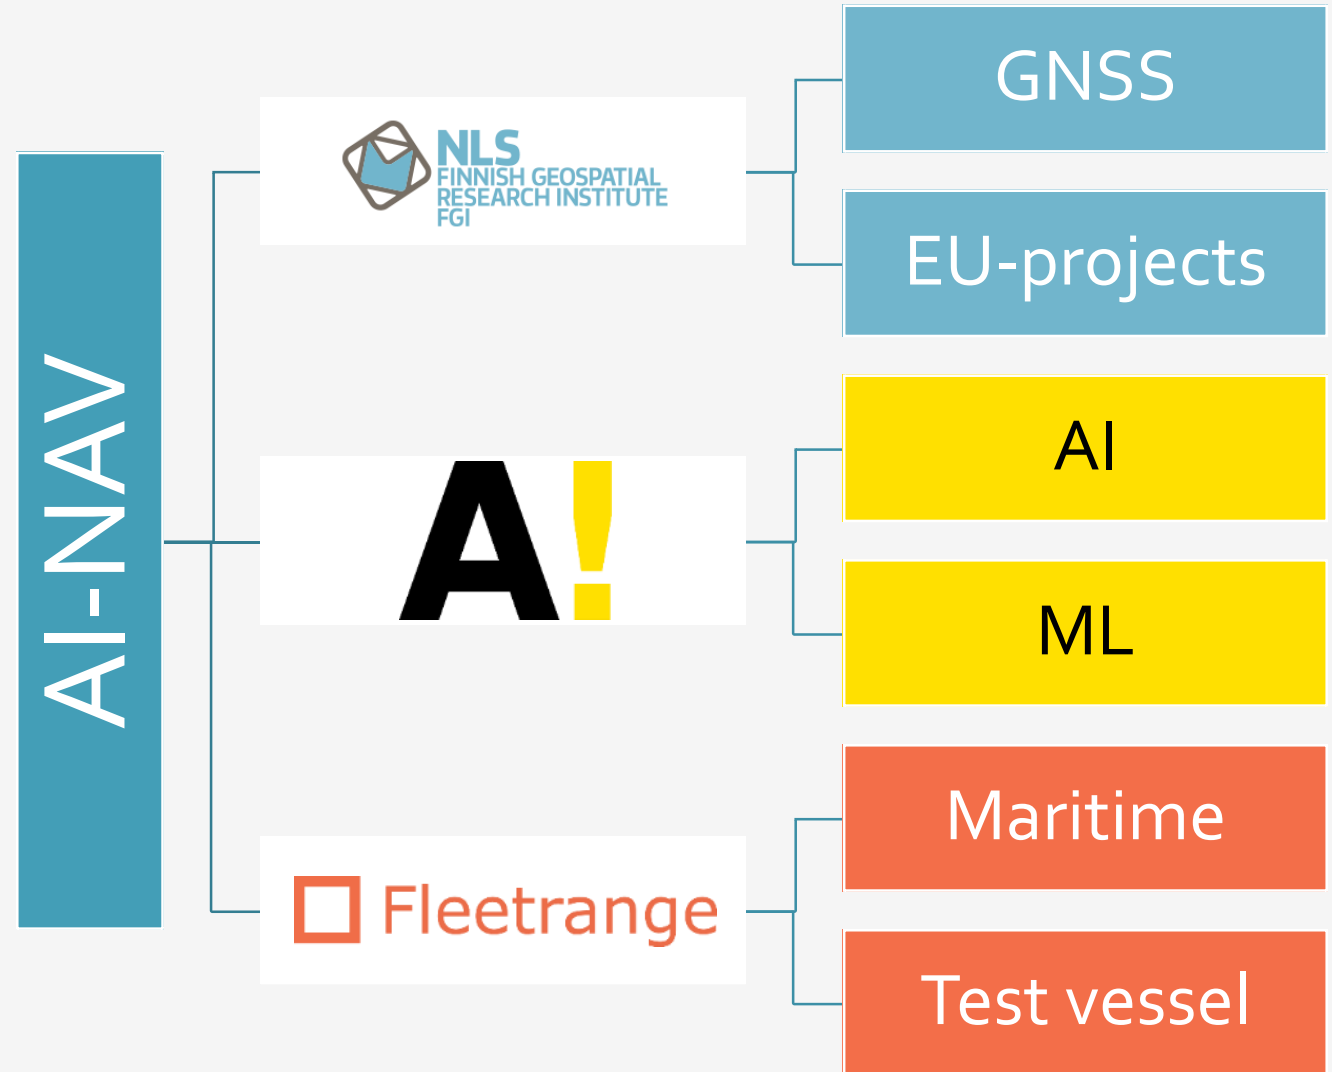 AI-NAV
NLS
FINNISH GEOSPATIAL
RESEARCH INSTITUTE
FGI
GNSS
EU-projects
A!
AI
ML
Fleetrange
Maritime
Test vessel